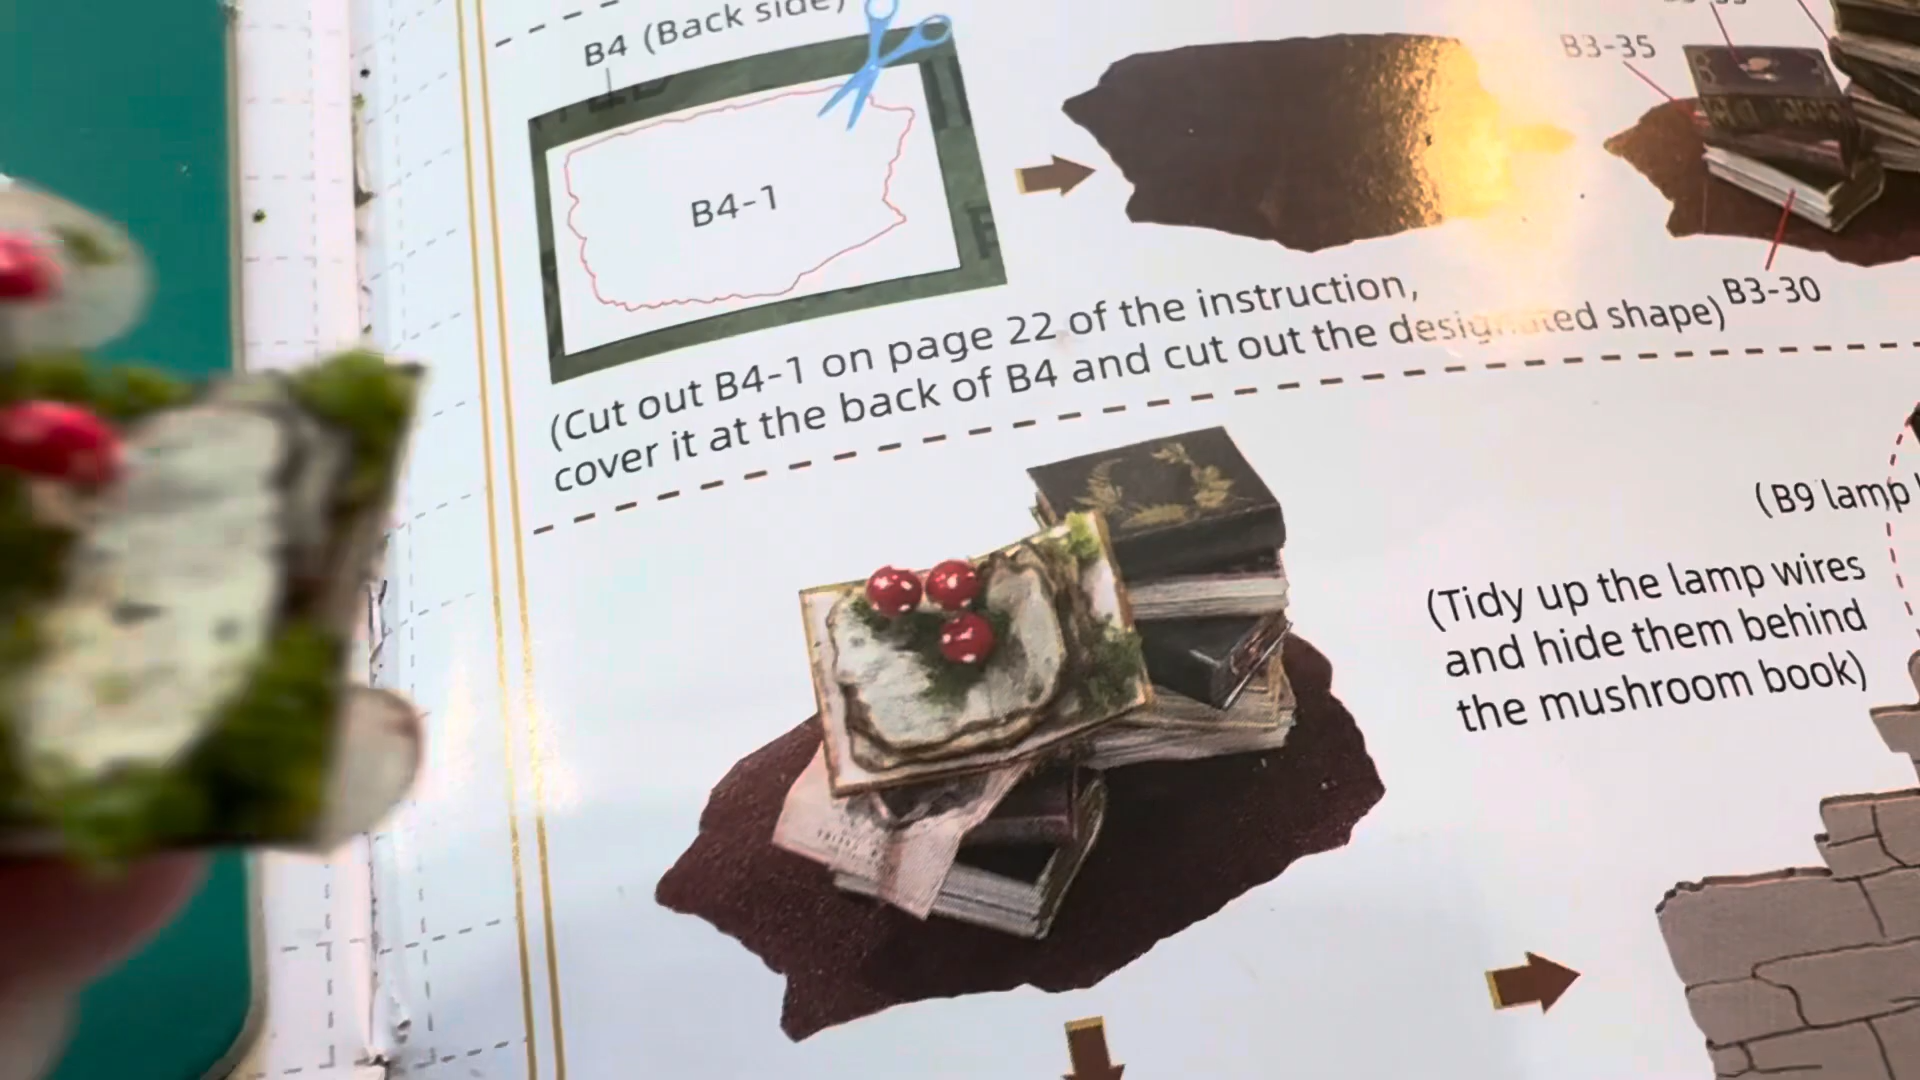 B4 (Back side)
B3-35
B4-1
B3-30
(Cut out B4-1 on page 22 of the instruction,
cover it at the back of B4 and cut out the designated shape)
(B9 lamp
(Tidy up the lamp wires
and hide them behind
the mushroom book)